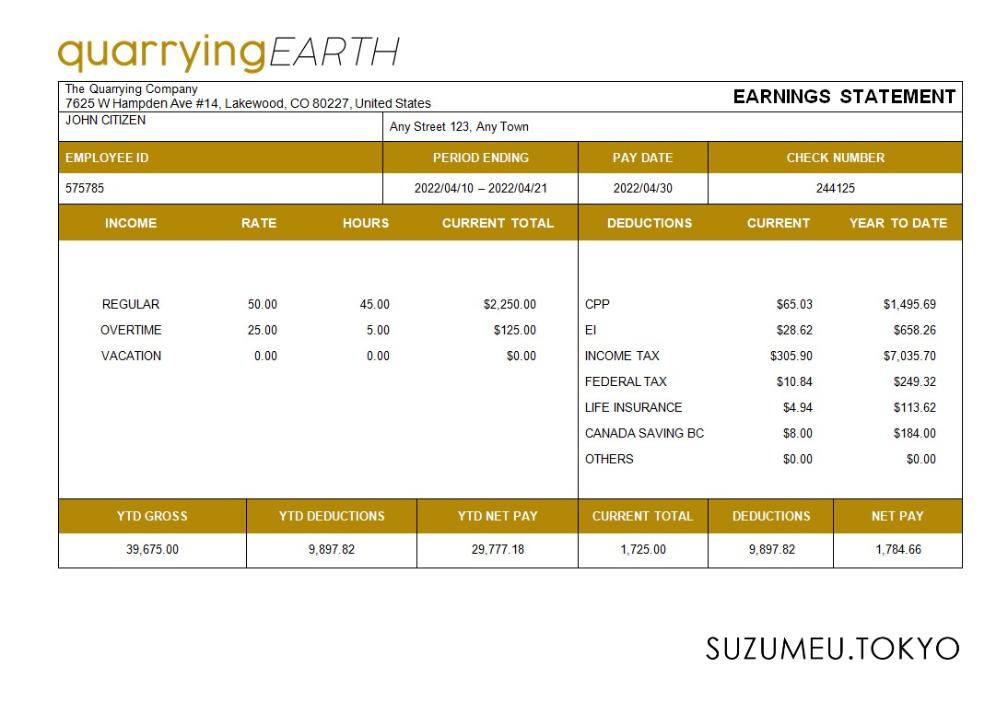 quarryingEARTH
The Quarrying Company
7625 W Hampden Ave #14, Lakewood, CO 80227, United States
EARNINGS STATEMENT
JOHN CITIZEN
Any Street 123, Any Town
EMPLOYEE ID PERIOD ENDING PAY DATE CHECK NUMBER
575785 2022/04/10 – 2022/04/21 2022/04/30 244125
INCOME RATE HOURS CURRENT TOTAL DEDUCTIONS CURRENT YEAR TO DATE
REGULAR 50.00 45.00 $2,250.00 CPP $65.03 $1,495.69
OVERTIME 25.00 5.00 $125.00 EI $28.62 $658.26
VACATION 0.00 0.00 $0.00 INCOME TAX $305.90 $7,035.70
FEDERAL TAX $10.84 $249.32
LIFE INSURANCE $4.94 $113.62
CANADA SAVING BC $8.00 $184.00
OTHERS $0.00 $0.00
YTD GROSS YTD DEDUCTIONS YTD NET PAY CURRENT TOTAL DEDUCTIONS NET PAY
39,675.00 9,897.82 29,777.18 1,725.00 9,897.82 1,784.66
SUZUMEU.TOKYO